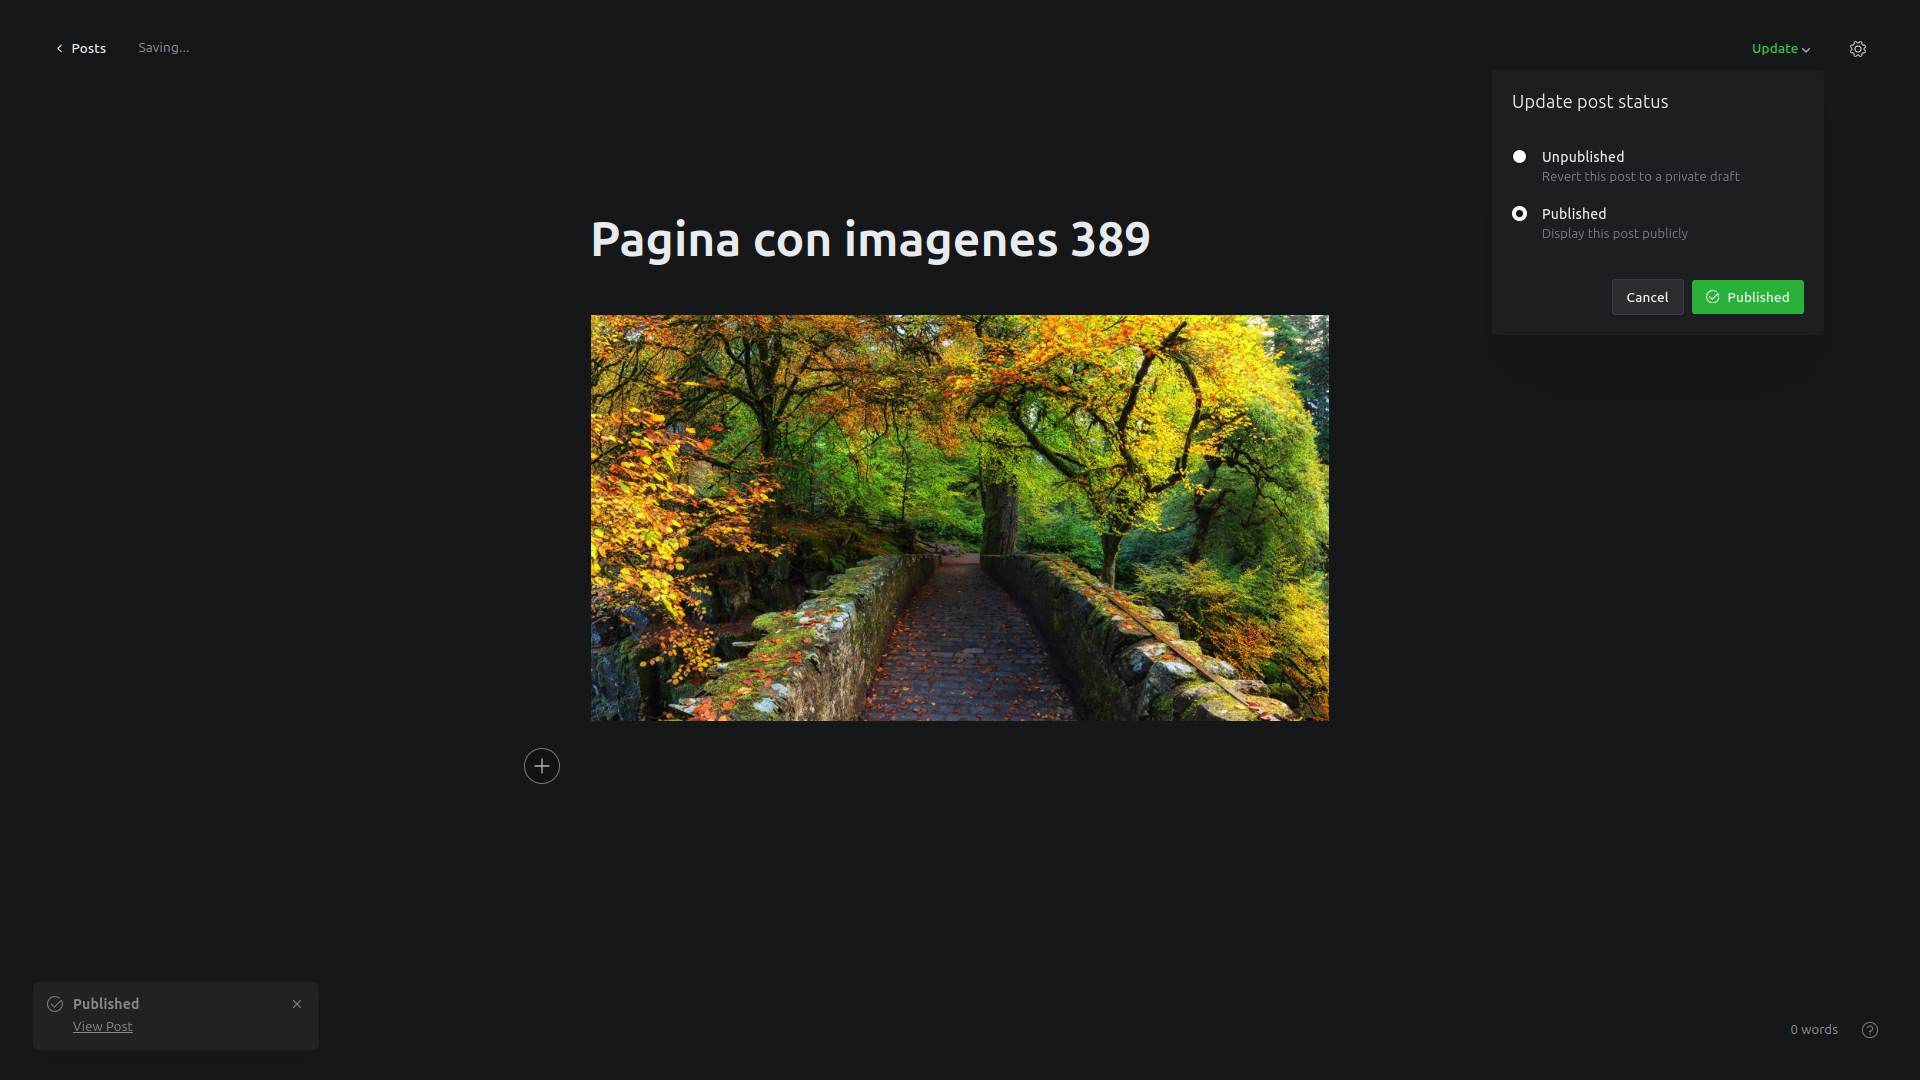 Posts
Saving...
Update
Update post status
Unpublished
Revert this post to a private draft
Published
Display this post publicly
Cancel
Published
Pagina con imagenes 389
Published
View Post
0 words